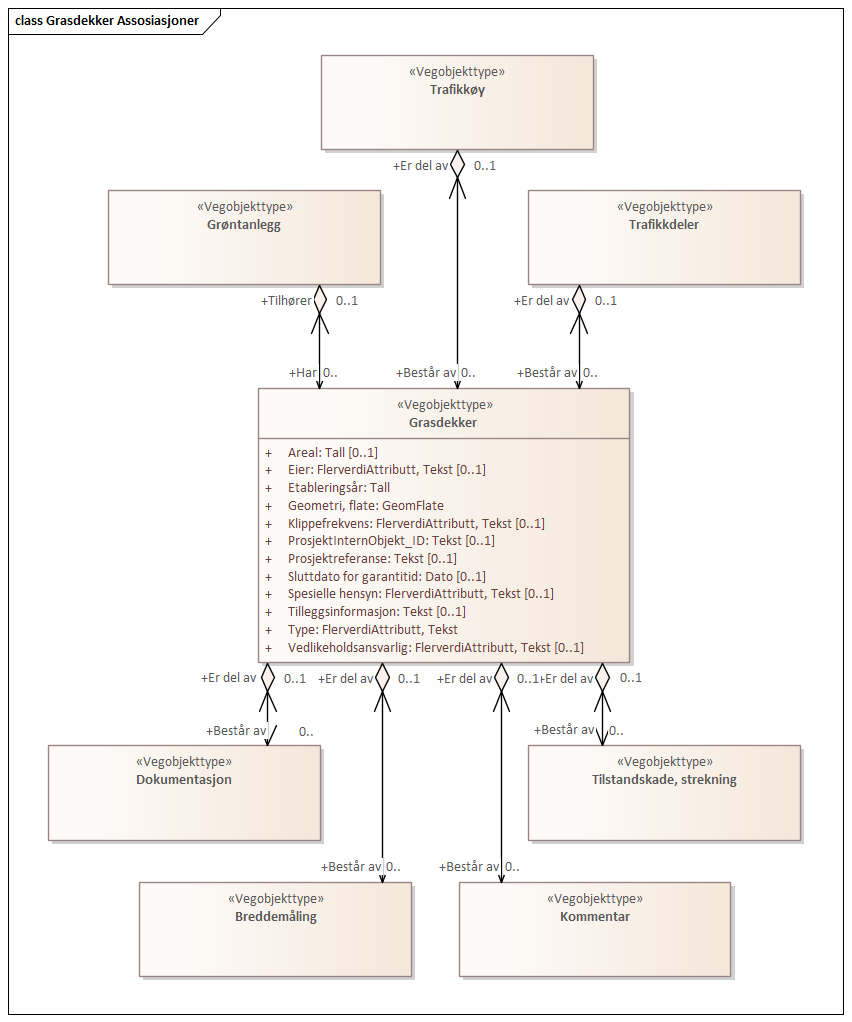 class Grasdekker Assosiasjoner
«Vegobjekttype»
Trafikkøy
+Er del av 0..1
«Vegobjekttype»
Grøntanlegg
«Vegobjekttype»
Trafikkdeler
+Tilhører 0..1
+Er del av 0..1
+Har 0..
+Består av 0..
+Består av 0..
«Vegobjekttype»
Grasdekker
+ Areal: Tall [0..1]
+ Eier: FlerverdiAttributt, Tekst [0..1]
+ Etableringsår: Tall
+ Geometri, flate: GeomFlate
+ Klippefrekvens: FlerverdiAttributt, Tekst [0..1]
+ ProsjektInternObjekt_ID: Tekst [0..1]
+ Prosjektreferanse: Tekst [0..1]
+ Sluttdato for garantitid: Dato [0..1]
+ Spesielle hensyn: FlerverdiAttributt, Tekst [0..1]
+ Tilleggsinformasjon: Tekst [0..1]
+ Type: FlerverdiAttributt, Tekst
+ Vedlikeholdsansvarlig: FlerverdiAttributt, Tekst [0..1]
+Er del av 0..1
+Er del av 0..1
+Er del av 0..1
+Er del av 0..1
+Består av 0..
+Består av 0..
«Vegobjekttype»
Dokumentasjon
«Vegobjekttype»
Tilstandskade, strekning
+Består av 0..
+Består av 0..
«Vegobjekttype»
Breddemåling
«Vegobjekttype»
Kommentar